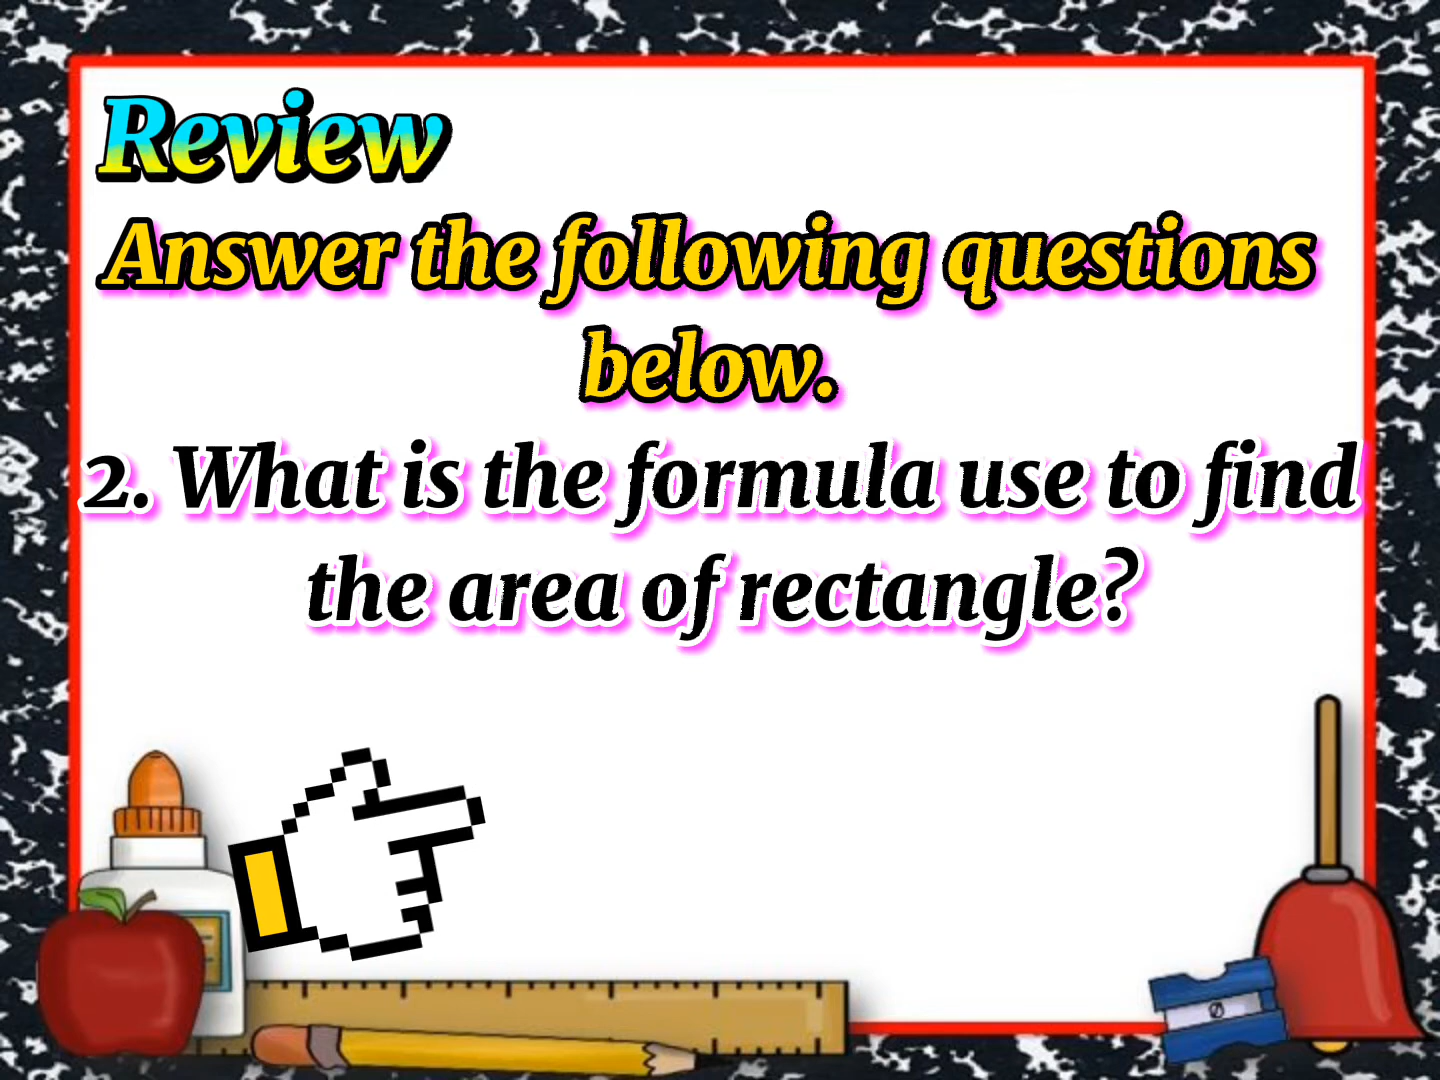 Review
Answer the following questions
below.
2. What is the formula use to find
the area of rectangle?